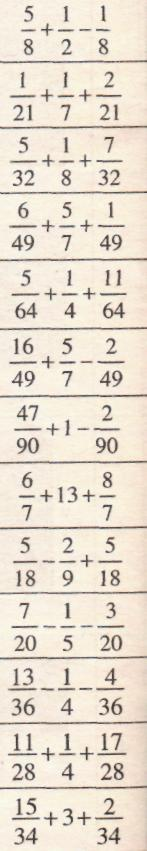 5/8 + 1/2 - 1/8
1/21 + 1/7 + 2/21
5/32 + 1/8 + 7/32
6/49 + 5/7 + 1/49
5/64 + 1/4 + 11/64
16/49 + 5/7 - 2/49
47/90 + 1 - 2/90
6/7 + 13 + 8/7
5/18 - 2/9 + 5/18
7/20 - 1/5 - 3/20
13/36 - 1/4 - 4/36
11/28 + 1/4 + 17/28
15/34 + 3 + 2/34